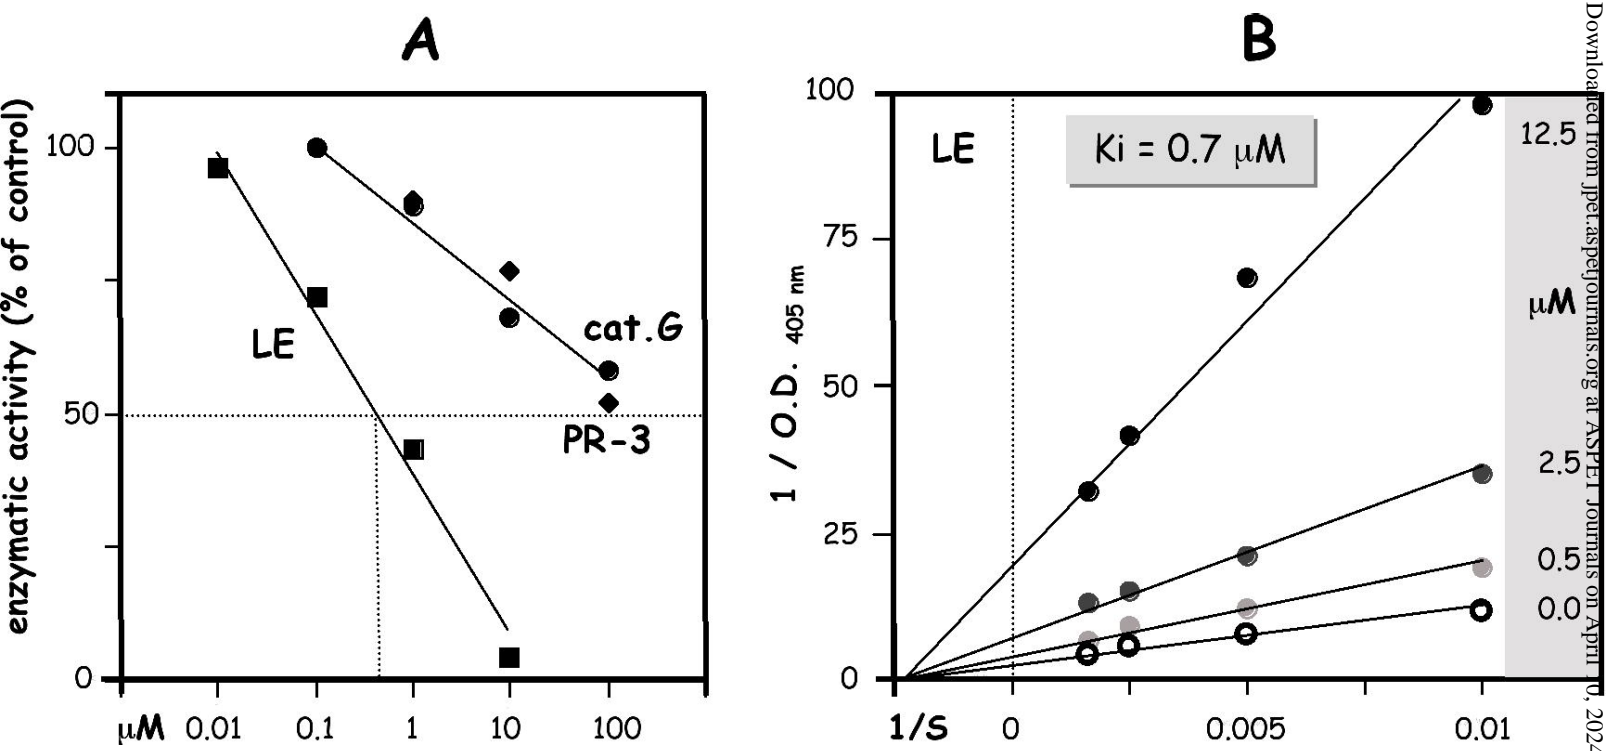 A
enzymatic activity (% of control)
100
50
0
LE
cat.G
PR-3
μM 0.01 0.1 1 10 100
B
1 / O.D. 405 nm
100
75
50
25
0
LE
Ki = 0.7 μM
12.5
μM
2.5
0.5
0.0
1/S 0 0.005 0.01
Downloaded from jpet.aspetjournals.org at ASPET Journals on April 10, 2024